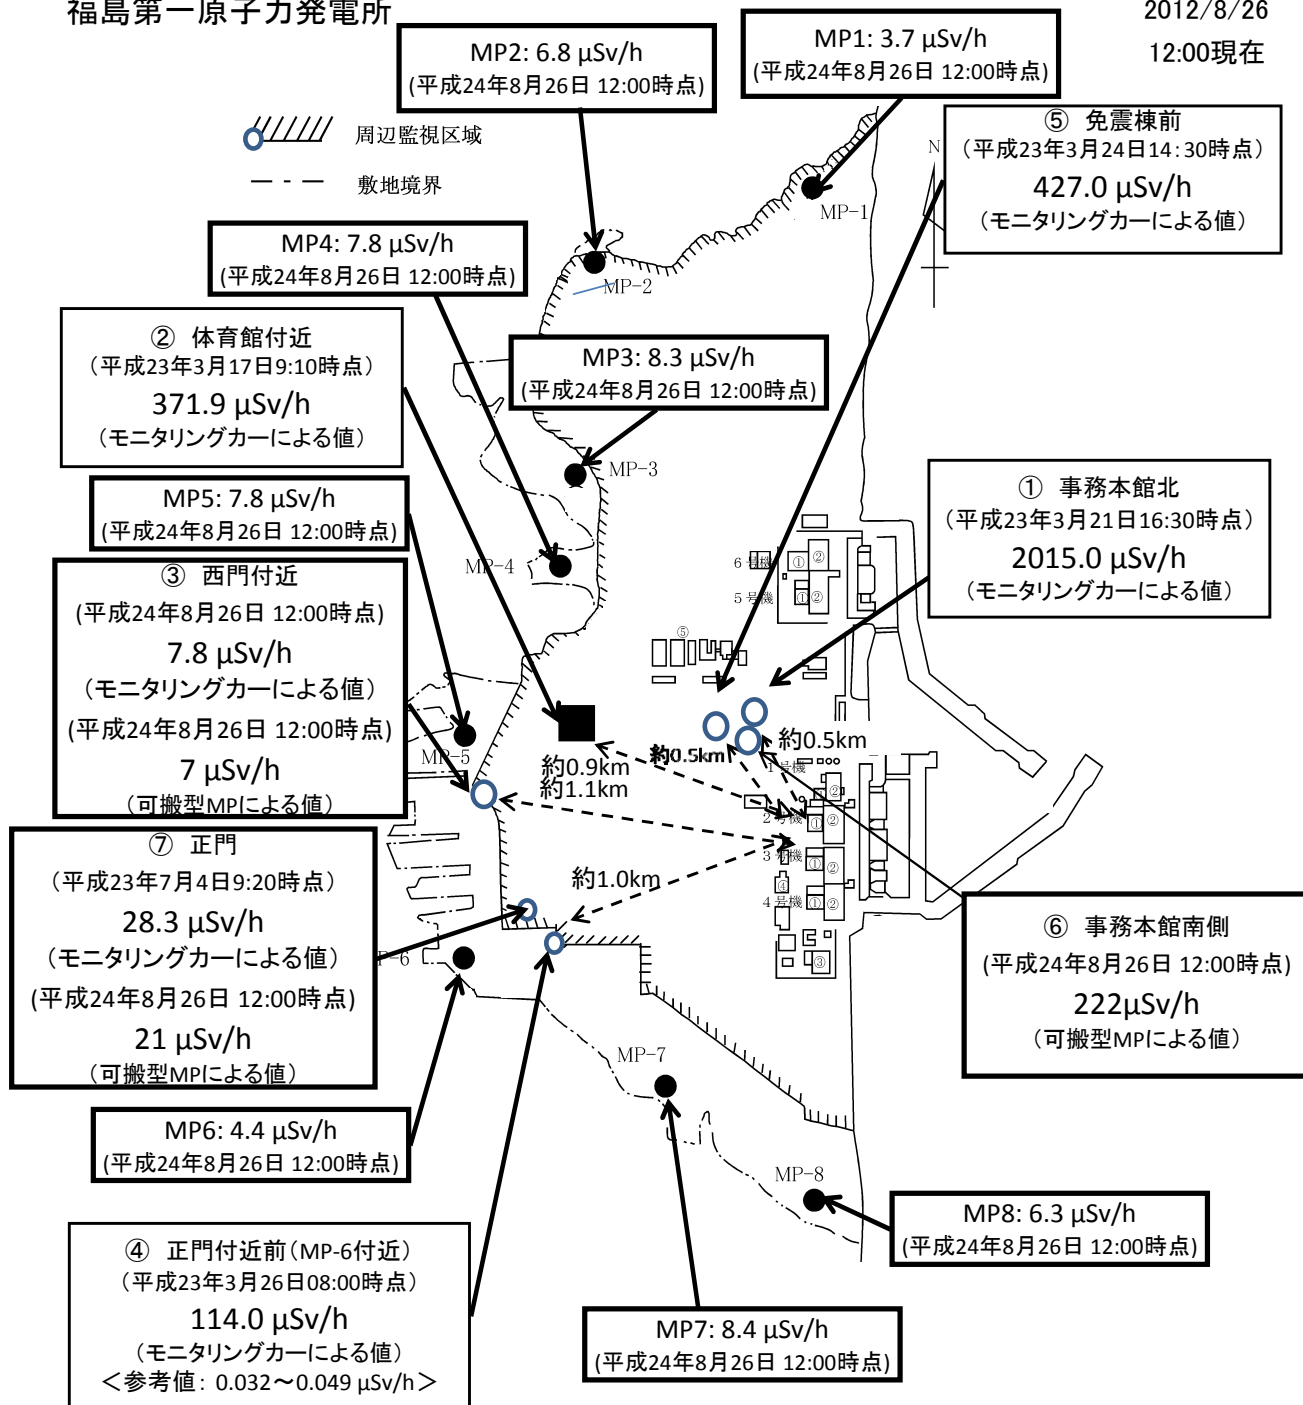 福島第一原子力発電所
2012/8/26
12:00現在
MP2: 6.8 μSv/h
(平成24年8月26日 12:00時点)
MP1: 3.7 μSv/h
(平成24年8月26日 12:00時点)
周辺監視区域
敷地境界
⑤ 免震棟前
(平成23年3月24日14:30時点)
427.0 μSv/h
(モニタリングカーによる値)
N
MP-1
MP4: 7.8 μSv/h
(平成24年8月26日 12:00時点)
MP-2
② 体育館付近
(平成23年3月17日9:10時点)
371.9 μSv/h
(モニタリングカーによる値)
MP3: 8.3 μSv/h
(平成24年8月26日 12:00時点)
MP-3
① 事務本館北
(平成23年3月21日16:30時点)
2015.0 μSv/h
(モニタリングカーによる値)
MP5: 7.8 μSv/h
(平成24年8月26日 12:00時点)
MP-4
6号機
① ②
5号機
① ②
⑤
③ 西門付近
(平成24年8月26日 12:00時点)
7.8 μSv/h
(モニタリングカーによる値)
(平成24年8月26日 12:00時点)
7 μSv/h
(可搬型MPによる値)
MP-5
約0.9km
約1.1km
約0.5km
約0.5km
1号機
②
2号機
① ②
3号機
① ②
④
4号機
① ②
③
約1.0km
⑦ 正門
(平成23年7月4日9:20時点)
28.3 μSv/h
(モニタリングカーによる値)
(平成24年8月26日 12:00時点)
21 μSv/h
(可搬型MPによる値)
P-6
⑥ 事務本館南側
(平成24年8月26日 12:00時点)
222μSv/h
(可搬型MPによる値)
MP-7
MP6: 4.4 μSv/h
(平成24年8月26日 12:00時点)
MP-8
MP8: 6.3 μSv/h
(平成24年8月26日 12:00時点)
④ 正門付近前(MP-6付近)
(平成23年3月26日08:00時点)
114.0 μSv/h
(モニタリングカーによる値)
＜参考値: 0.032～0.049 μSv/h＞
MP7: 8.4 μSv/h
(平成24年8月26日 12:00時点)